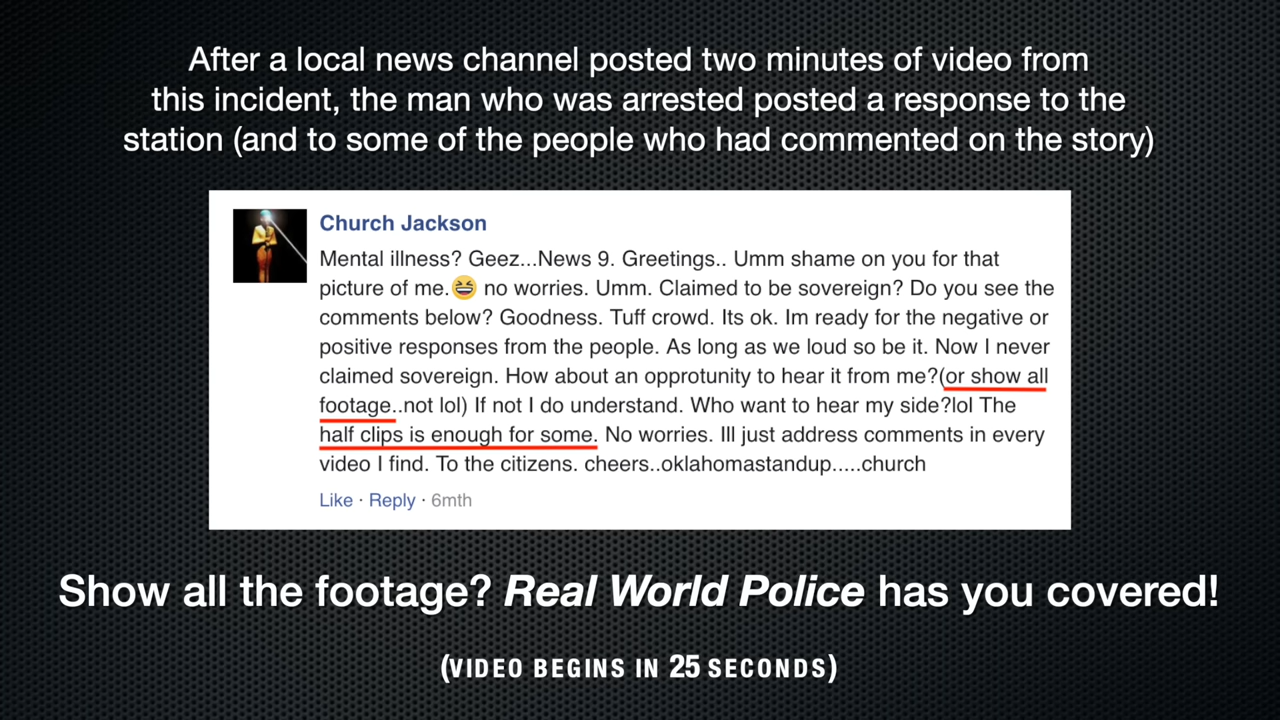 After a local news channel posted two minutes of video from
this incident, the man who was arrested posted a response to the
station (and to some of the people who had commented on the story)
Church Jackson
Mental illness? Geez...News 9. Greetings.. Umm shame on you for that
picture of me.😆 no worries. Umm. Claimed to be sovereign? Do you see the
comments below? Goodness. Tuff crowd. Its ok. Im ready for the negative or
positive responses from the people. As long as we loud so be it. Now I never
claimed sovereign. How about an opprotunity to hear it from me?(or show all
footage..not lol) If not I do understand. Who want to hear my side?lol The
half clips is enough for some. No worries. Ill just address comments in every
video I find. To the citizens. cheers..oklahomastandup.....church
Like · Reply · 6mth
Show all the footage? Real World Police has you covered!
(VIDEO BEGINS IN 25 SECONDS)